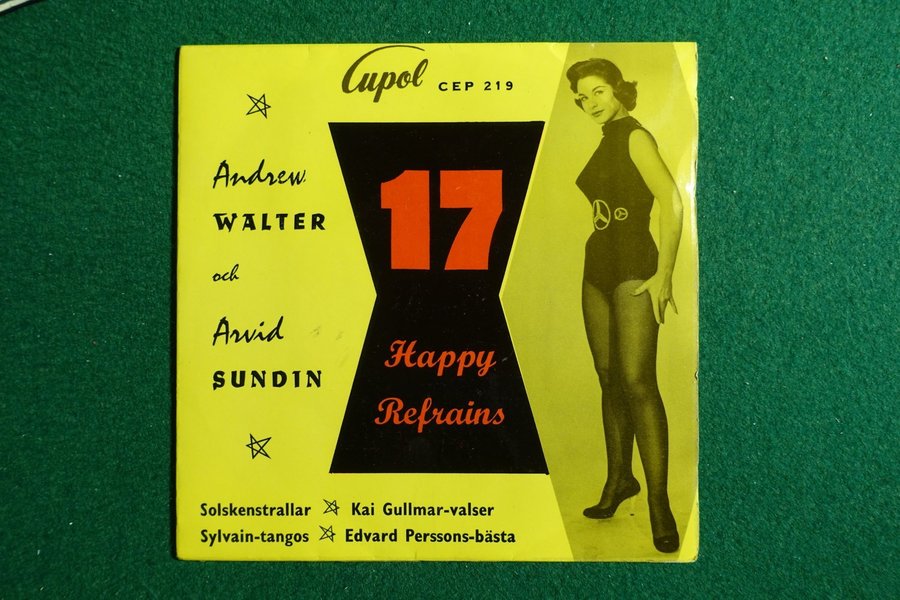 Cupol CEP 219
Andrew
WALTER
och
Arvid
SUNDIN
17
Happy
Refrains
Solskenstrallar Kai Gullmar-valser
Sylvain-tangos Edvard Perssons-bästa